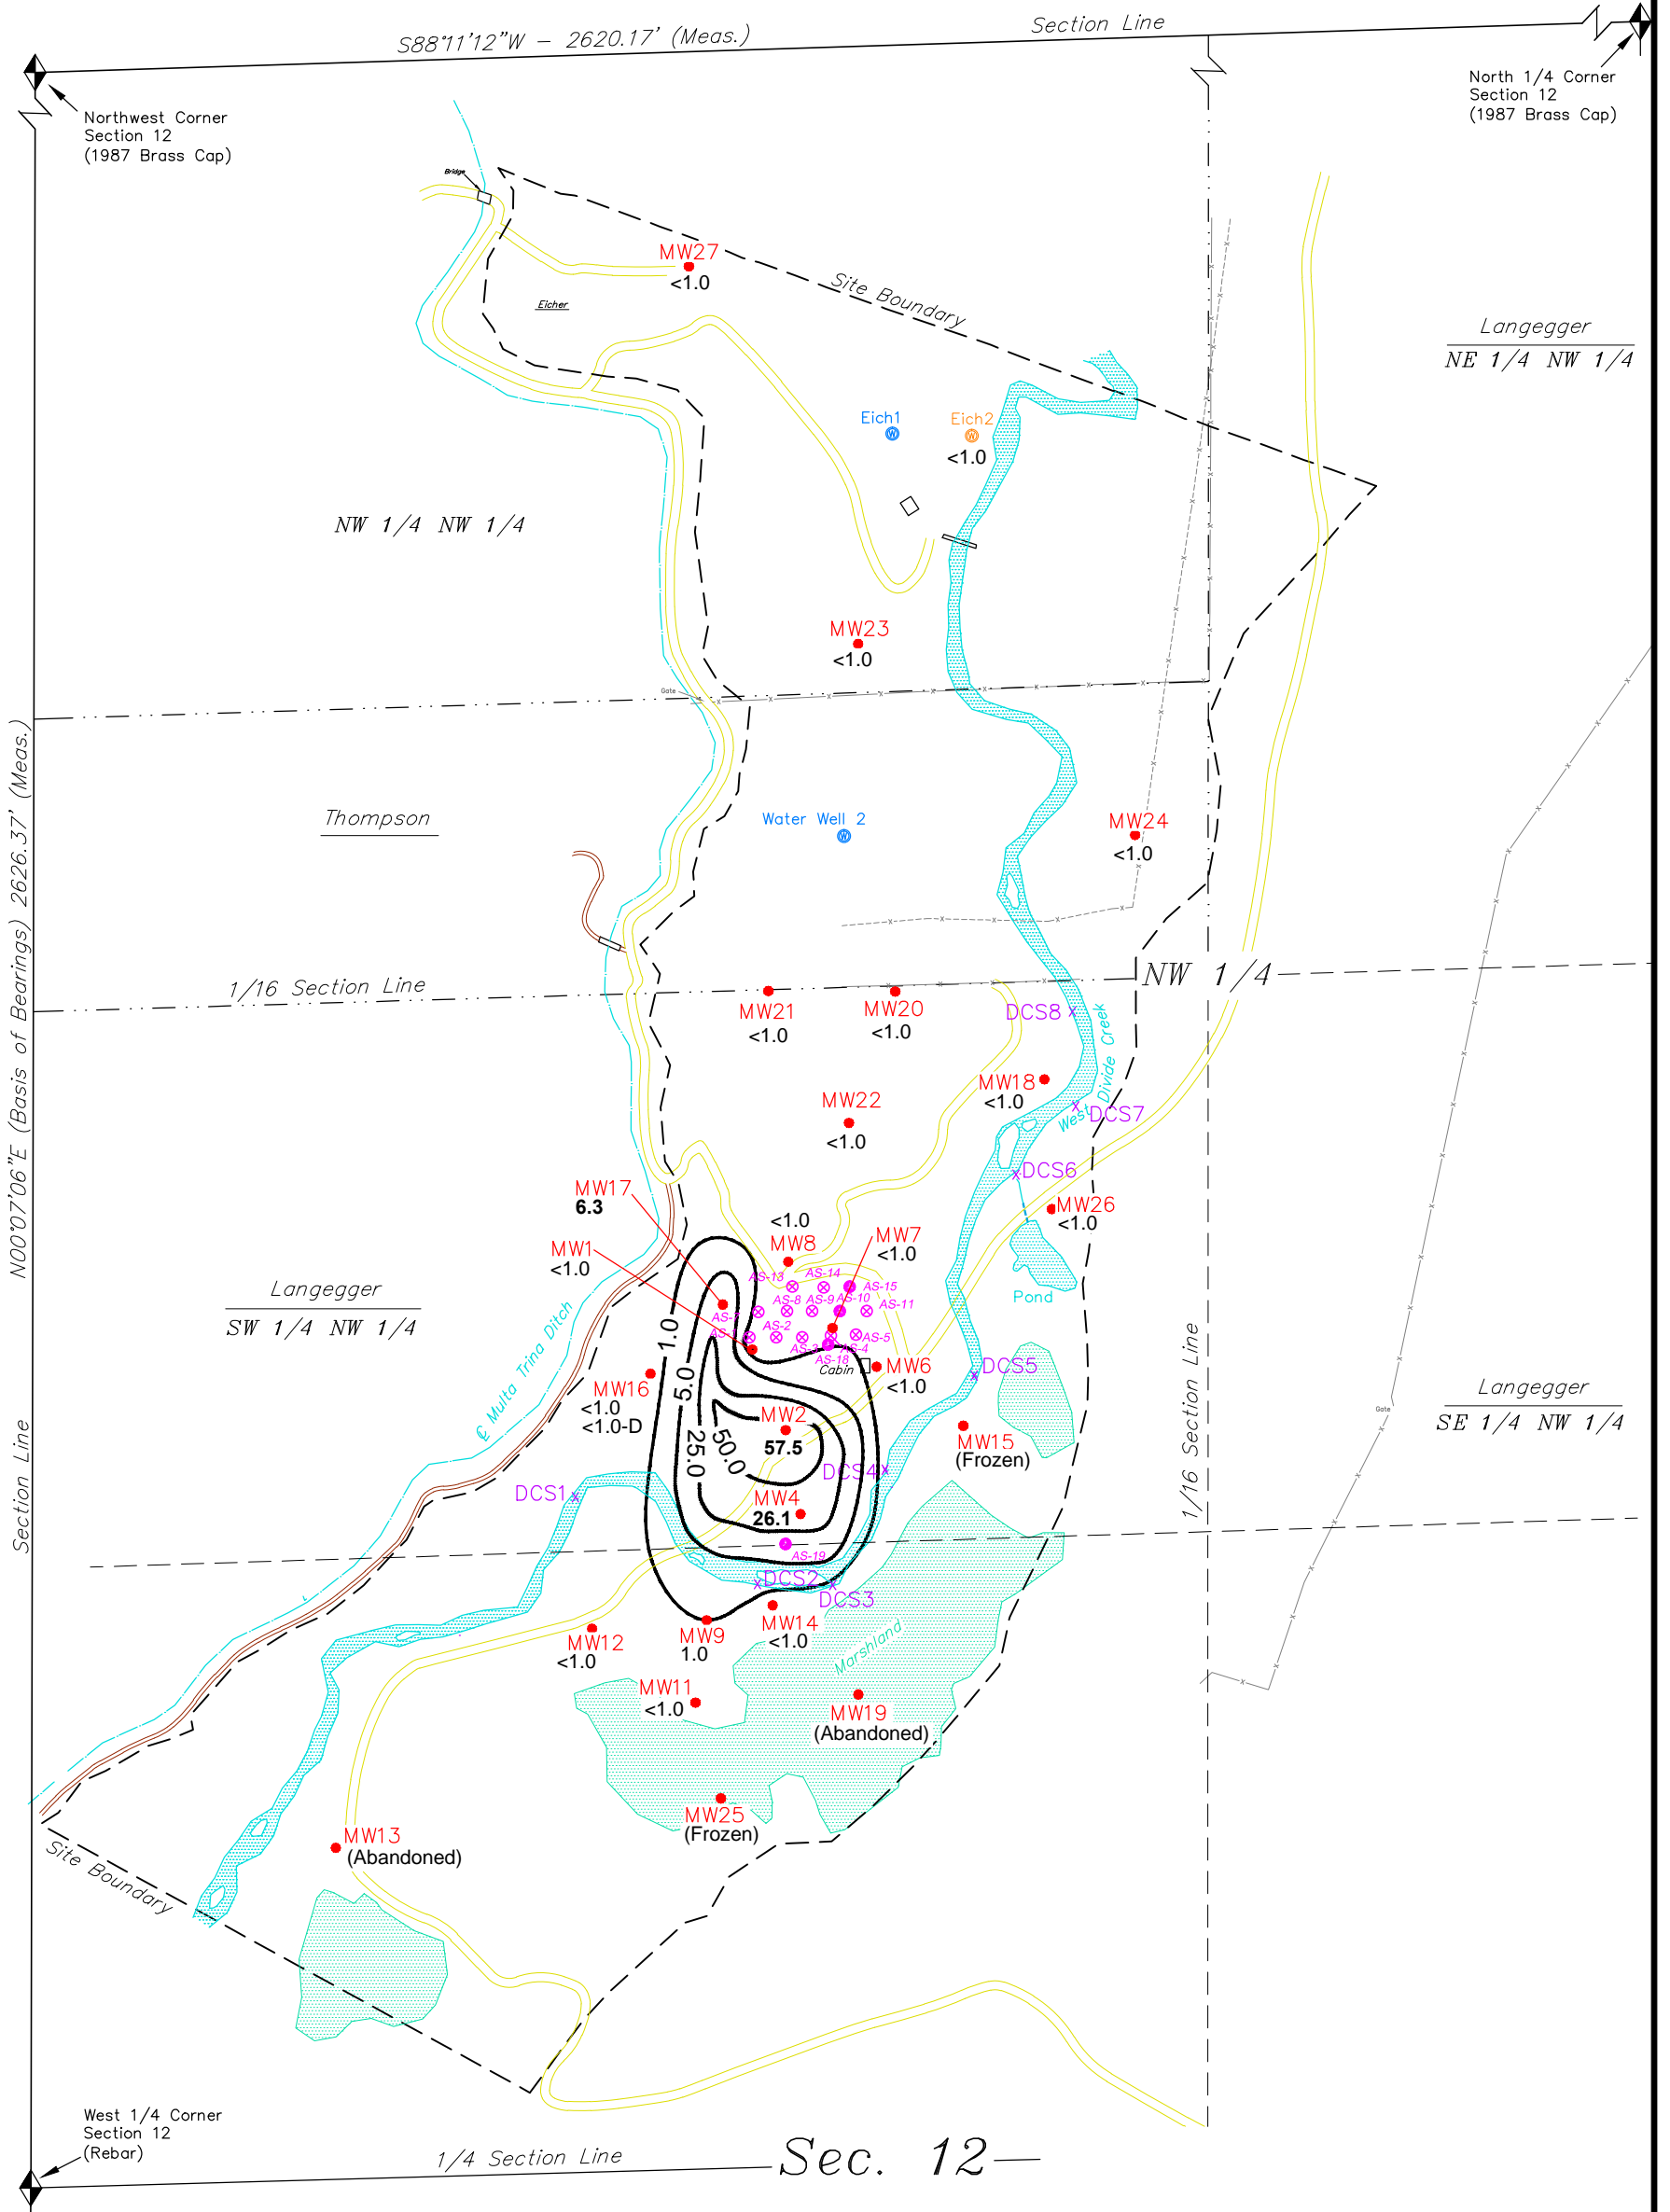 S88°11'12"W - 2620.17' (Meas.)
Section Line
Northwest Corner
Section 12
(1987 Brass Cap)
North 1/4 Corner
Section 12
(1987 Brass Cap)
Bridge
MW27
<1.0
Eicher
Site Boundary
Langegger
NE 1/4 NW 1/4
Eich1
Eich2
<1.0
NW 1/4 NW 1/4
MW23
<1.0
Gate
N00°07'06"E (Basis of Bearings) 2626.37' (Meas.)
Thompson
Water Well 2
MW24
<1.0
1/16 Section Line
NW 1/4
MW21
<1.0
MW20
<1.0
DCS8
West Divide Creek
MW18
<1.0
DCS7
MW22
<1.0
DCS6
MW17
6.3
MW26
<1.0
<1.0
MW8
MW7
<1.0
MW1
<1.0
AS-13
AS-14
AS-15
AS-8
AS-9
AS-10
AS-11
AS-7
AS-1
AS-2
AS-3
AS-4
AS-5
AS-18
Pond
Langegger
SW 1/4 NW 1/4
℄ Multa Trina Ditch
1.0
5.0
25.0
50.0
Cabin
MW6
<1.0
DCS5
MW16
<1.0
<1.0-D
MW2
57.5
MW15
(Frozen)
1/16 Section Line
Gate
Langegger
SE 1/4 NW 1/4
Section Line
DCS1
DCS4
MW4
26.1
AS-19
DCS2
DCS3
MW12
<1.0
MW9
1.0
MW14
<1.0
Marshland
MW11
<1.0
MW19
(Abandoned)
MW25
(Frozen)
MW13
(Abandoned)
Site Boundary
West 1/4 Corner
Section 12
(Rebar)
1/4 Section Line
Sec. 12